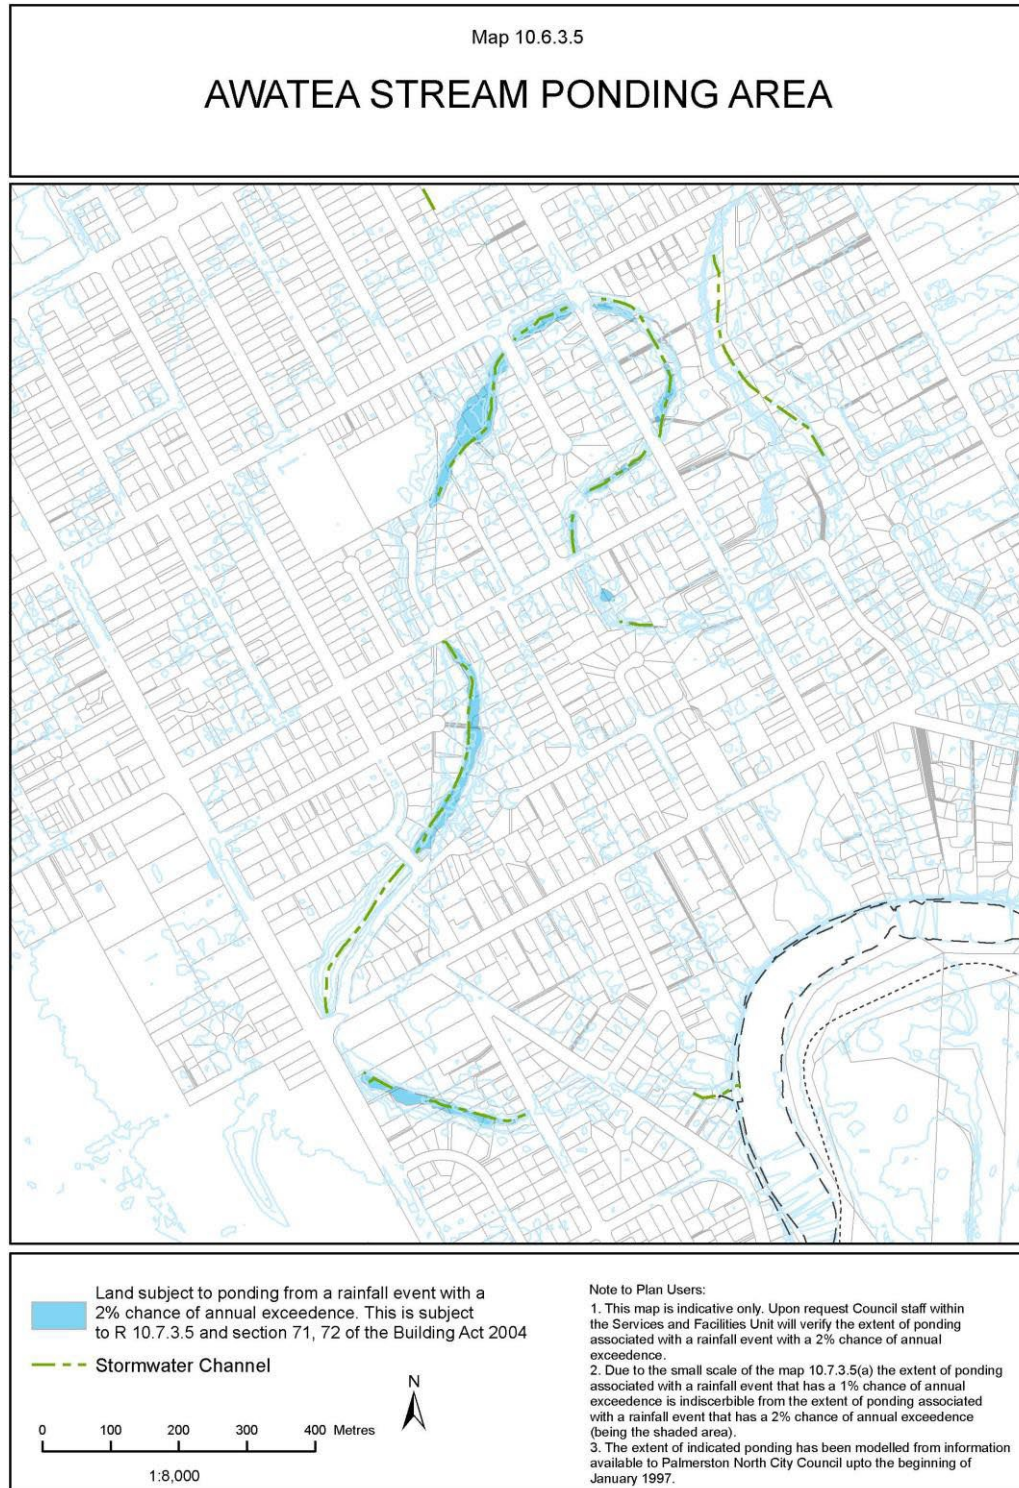 Map 10.6.3.5
AWATEA STREAM PONDING AREA
Land subject to ponding from a rainfall event with a
2% chance of annual exceedence. This is subject
to R 10.7.3.5 and section 71, 72 of the Building Act 2004
Stormwater Channel
N
0 100 200 300 400 Metres
1:8,000
Note to Plan Users:
1. This map is indicative only. Upon request Council staff within
the Services and Facilities Unit will verify the extent of ponding
associated with a rainfall event with a 2% chance of annual
exceedence.
2. Due to the small scale of the map 10.7.3.5(a) the extent of ponding
associated with a rainfall event that has a 1% chance of annual
exceedence is indiscerbible from the extent of ponding associated
with a rainfall event that has a 2% chance of annual exceedence
(being the shaded area).
3. The extent of indicated ponding has been modelled from information
available to Palmerston North City Council upto the beginning of
January 1997.